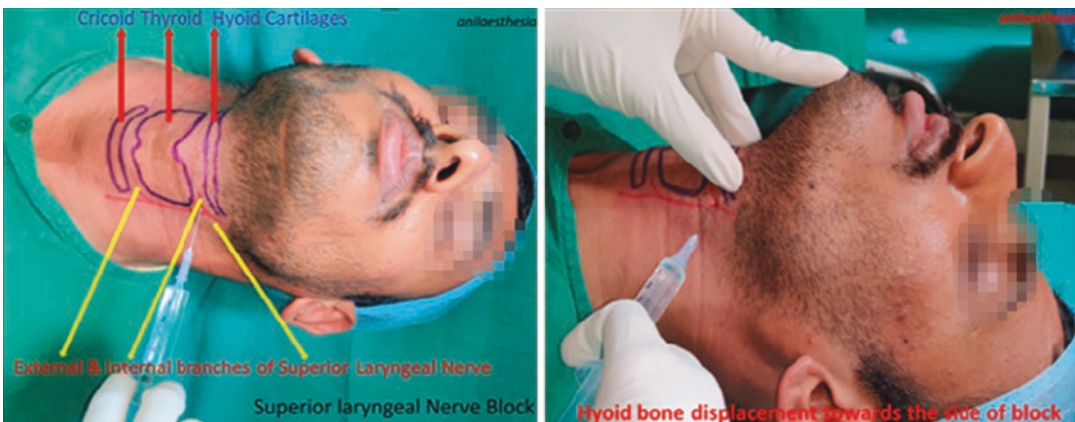 Cricoid Thyroid Hyoid Cartilages
anilaesthesia
External & Internal branches of Superior Laryngeal Nerve
Superior laryngeal Nerve Block
anilaesthesia
Hyoid bone displacement towards the side of block